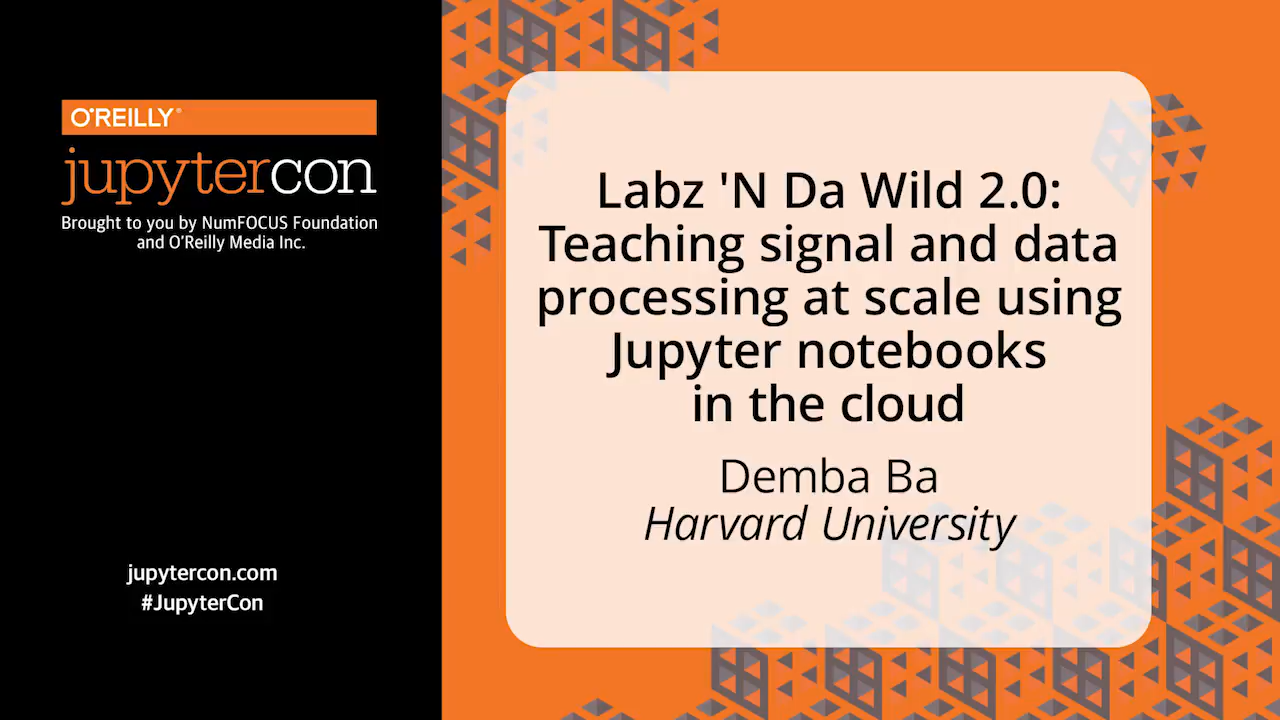 O'REILLY®
jupytercon
Brought to you by NumFOCUS Foundation
and O'Reilly Media Inc.
jupytercon.com
#JupyterCon
Labz 'N Da Wild 2.0:
Teaching signal and data
processing at scale using
Jupyter notebooks
in the cloud
Demba Ba
Harvard University